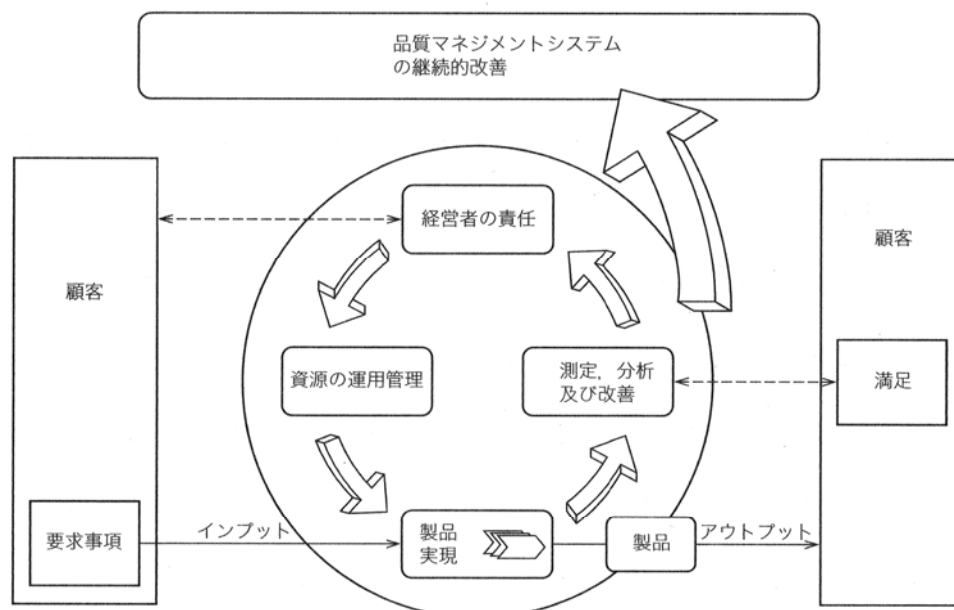 品質マネジメントシステム
の継続的改善
経営者の責任
顧客
顧客
資源の運用管理
測定，分析
及び改善
満足
要求事項
インプット
製品
実現
製品
アウトプット